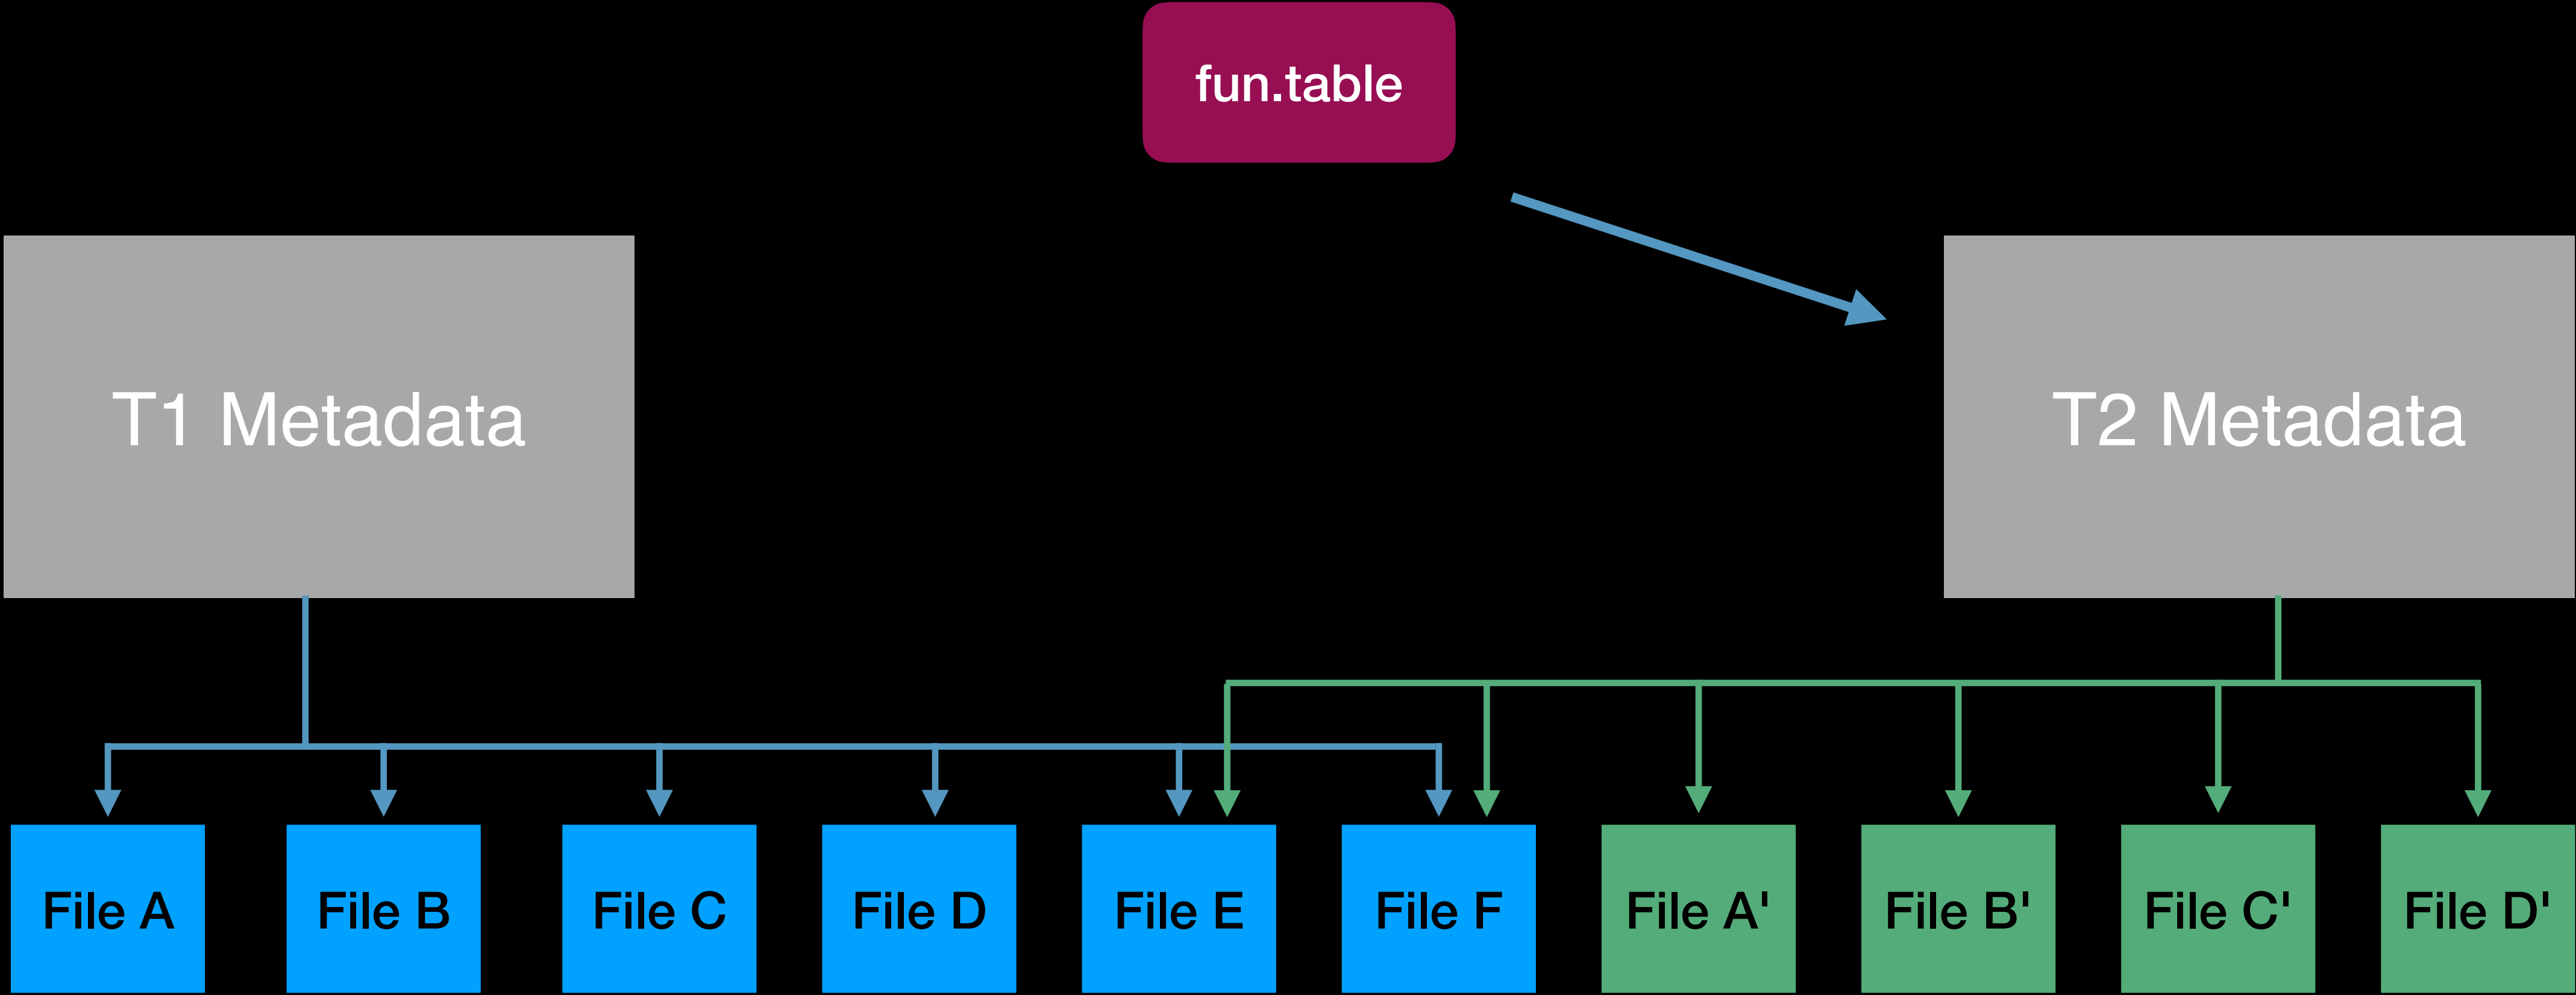 fun.table
T1 Metadata
T2 Metadata
File A
File B
File C
File D
File E
File F
File A'
File B'
File C'
File D'